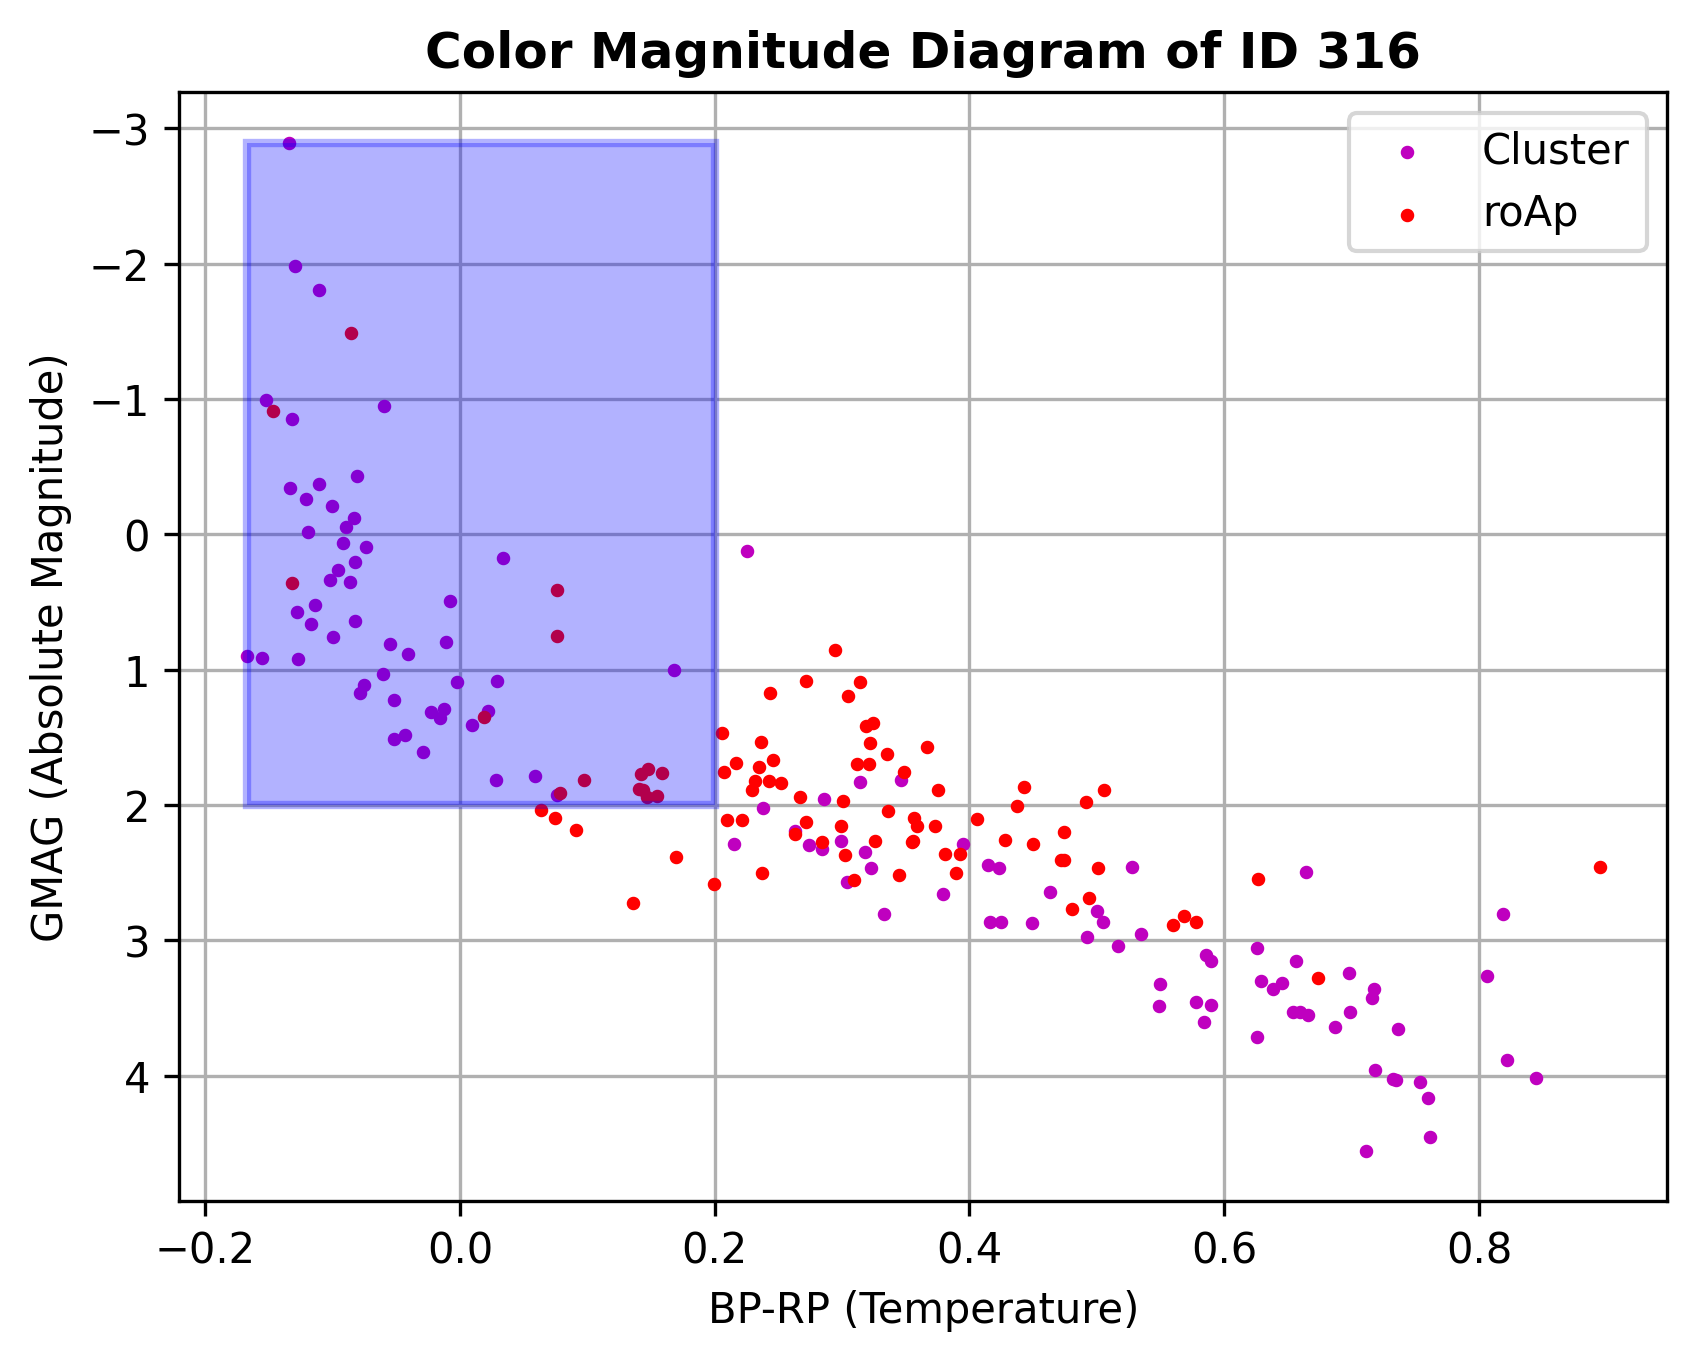 Color Magnitude Diagram of ID 316
Cluster
roAp
−3
−2
−1
0
1
2
3
4
GMAG (Absolute Magnitude)
−0.2 0.0 0.2 0.4 0.6 0.8
BP-RP (Temperature)